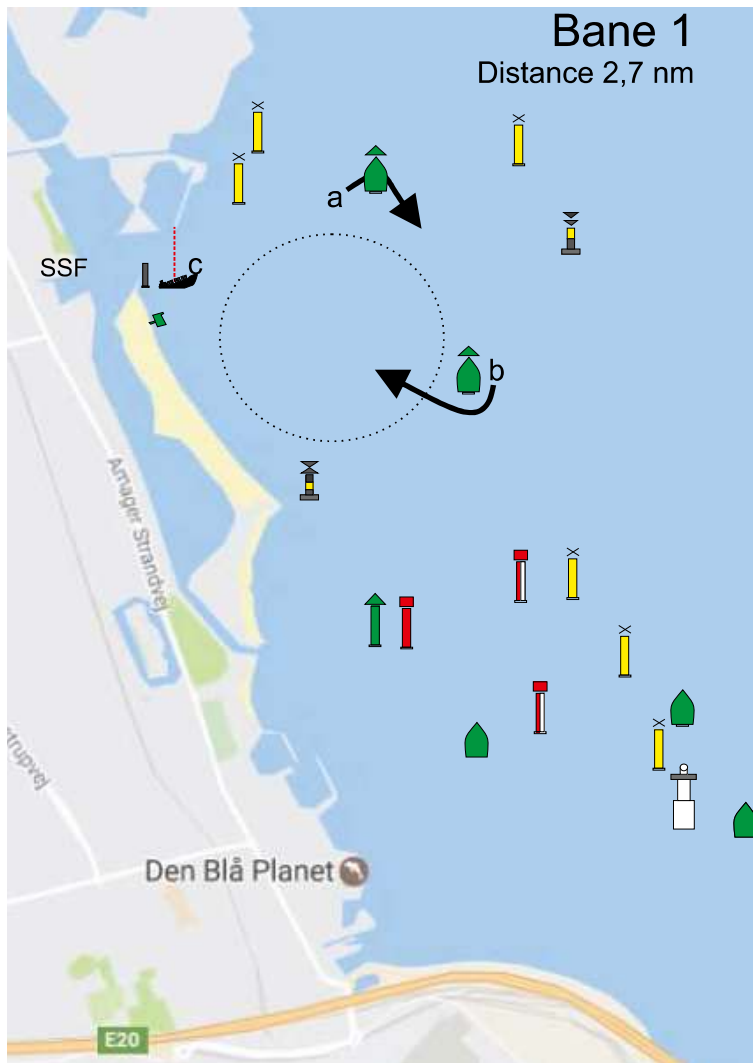 Bane 1
Distance 2,7 nm
a
SSF
c
b
Amager Strandvej
Den Blå Planet
E20